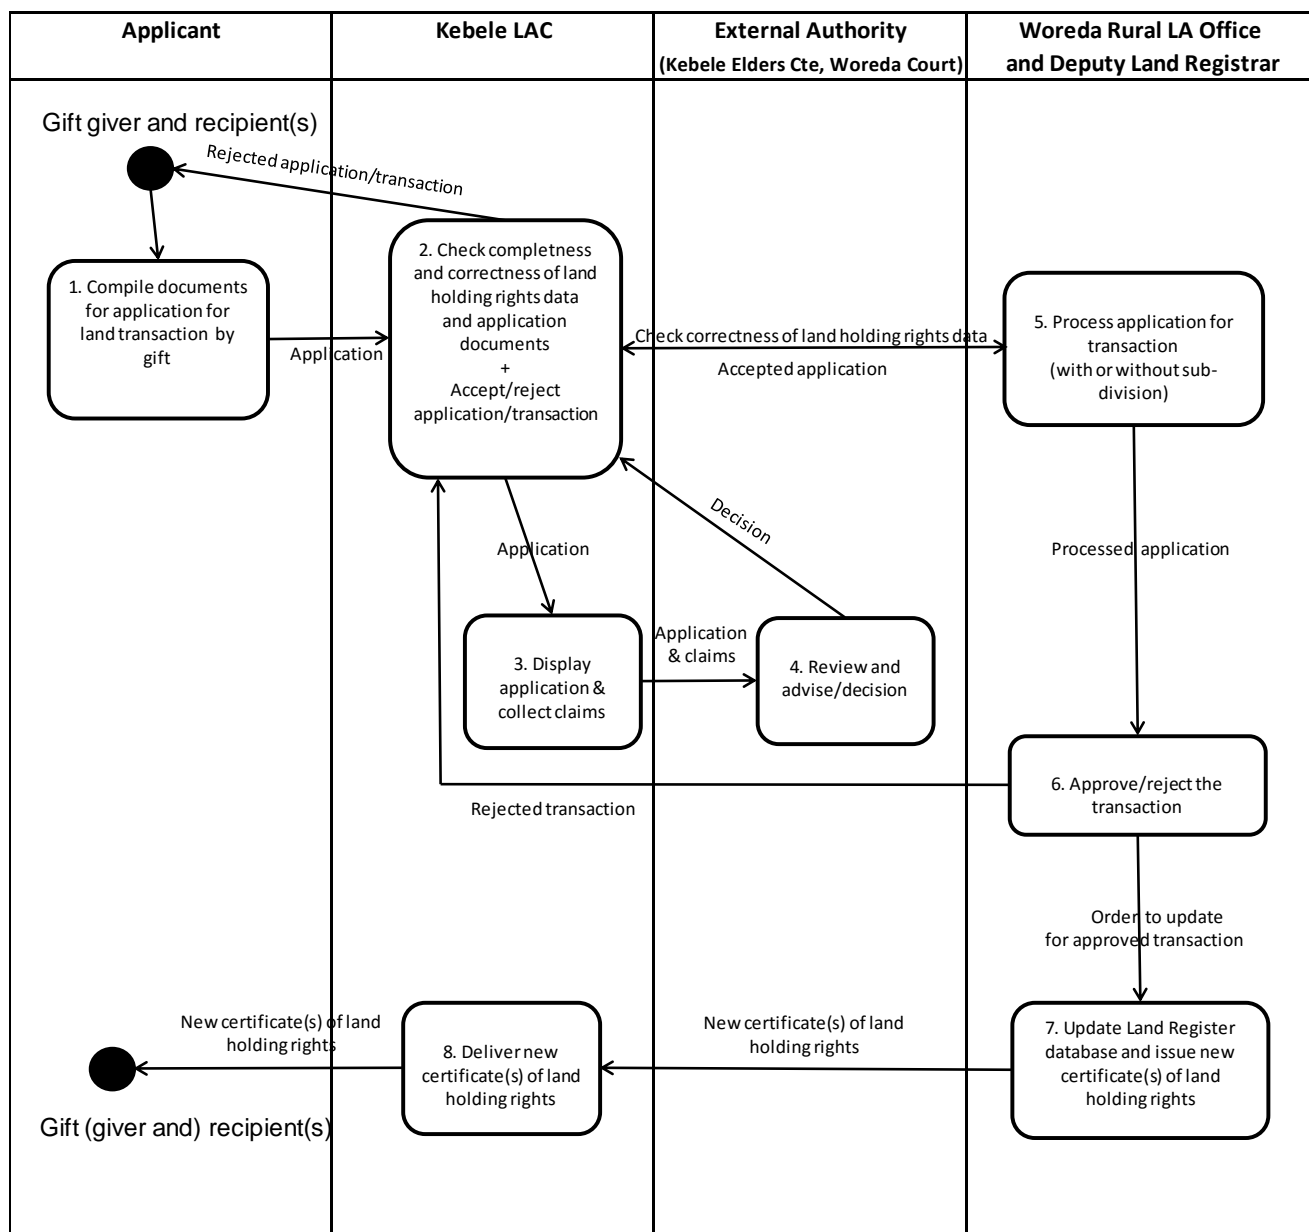 Applicant
Kebele LAC
External Authority
(Kebele Elders Cte, Woreda Court)
Woreda Rural LA Office
and Deputy Land Registrar
Gift giver and recipient(s)
Rejected application/transaction
1. Compile documents
for application for
land transaction by
gift
Application
2. Check completness
and correctness of land
holding rights data
and application
documents
+
Accept/reject
application/transaction
Check correctness of land holding rights data
Accepted application
5. Process application for
transaction
(with or without sub-
division)
Decision
Application
Processed application
3. Display
application &
collect claims
Application
& claims
4. Review and
advise/decision
6. Approve/reject the
transaction
Rejected transaction
Order to update
for approved transaction
New certificate(s) of land
holding rights
8. Deliver new
certificate(s) of land
holding rights
New certificate(s) of land
holding rights
7. Update Land Register
database and issue new
certificate(s) of land
holding rights
Gift (giver and) recipient(s)